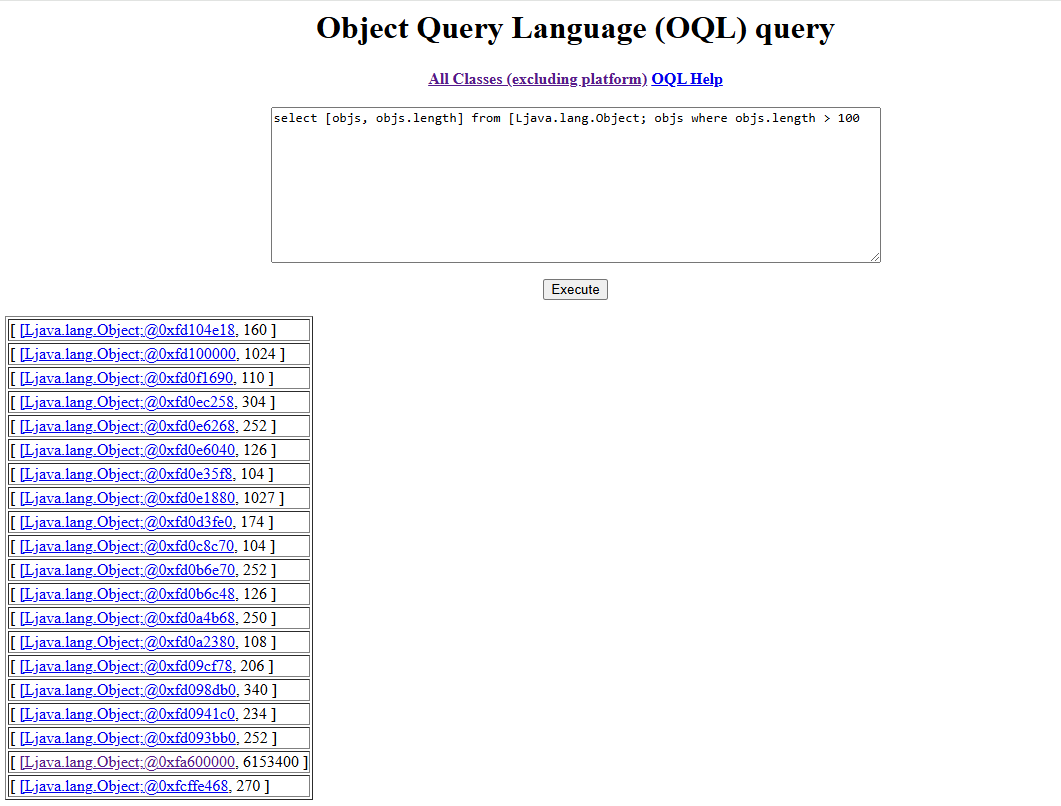 Object Query Language (OQL) query
All Classes (excluding platform) OQL Help
select [objs, objs.length] from [Ljava.lang.Object; objs where objs.length > 100
Execute
[ [Ljava.lang.Object;@0xfd104e18, 160 ]
[ [Ljava.lang.Object;@0xfd100000, 1024 ]
[ [Ljava.lang.Object;@0xfd0f1690, 110 ]
[ [Ljava.lang.Object;@0xfd0ec258, 304 ]
[ [Ljava.lang.Object;@0xfd0e6268, 252 ]
[ [Ljava.lang.Object;@0xfd0e6040, 126 ]
[ [Ljava.lang.Object;@0xfd0e35f8, 104 ]
[ [Ljava.lang.Object;@0xfd0e1880, 1027 ]
[ [Ljava.lang.Object;@0xfd0d3fe0, 174 ]
[ [Ljava.lang.Object;@0xfd0c8c70, 104 ]
[ [Ljava.lang.Object;@0xfd0b6e70, 252 ]
[ [Ljava.lang.Object;@0xfd0b6c48, 126 ]
[ [Ljava.lang.Object;@0xfd0a4b68, 250 ]
[ [Ljava.lang.Object;@0xfd0a2380, 108 ]
[ [Ljava.lang.Object;@0xfd09cf78, 206 ]
[ [Ljava.lang.Object;@0xfd098db0, 340 ]
[ [Ljava.lang.Object;@0xfd0941c0, 234 ]
[ [Ljava.lang.Object;@0xfd093bb0, 252 ]
[ [Ljava.lang.Object;@0xfa600000, 6153400 ]
[ [Ljava.lang.Object;@0xfcffe468, 270 ]